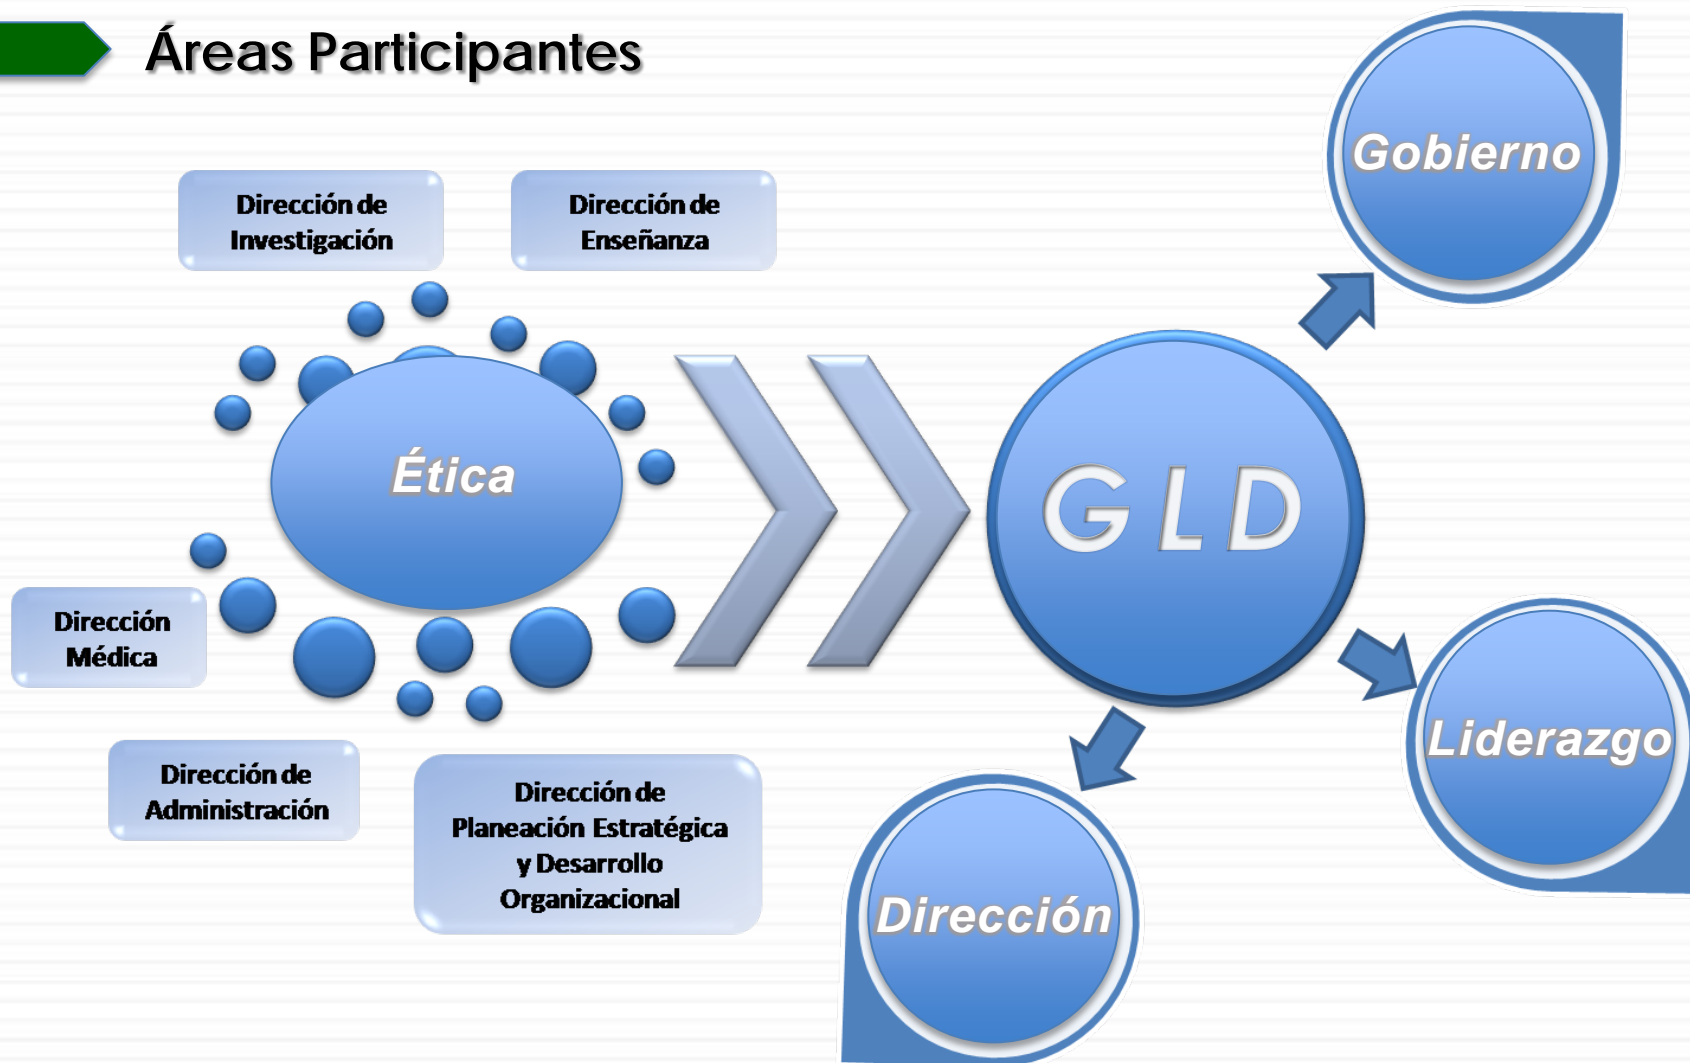 Áreas Participantes
Dirección de
Investigación
Dirección de
Enseñanza
Ética
Dirección
Médica
Dirección de
Administración
Dirección de
Planeación Estratégica
y Desarrollo
Organizacional
G L D
Gobierno
Liderazgo
Dirección